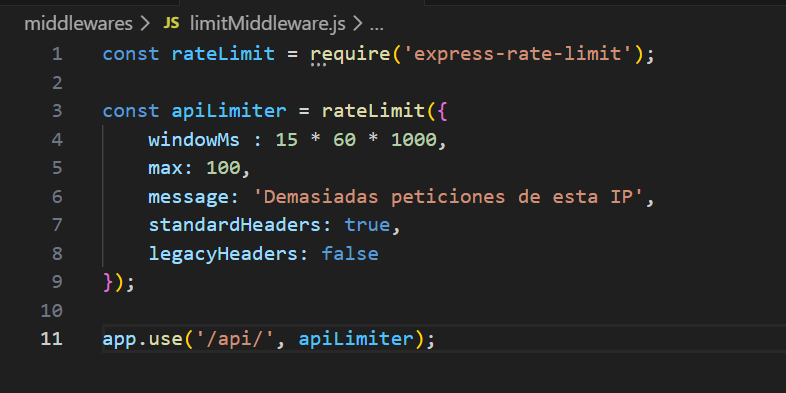 middlewares > JS limitMiddleware.js > ...
1 const rateLimit = require('express-rate-limit');
2
3 const apiLimiter = rateLimit({
4     windowMs : 15 * 60 * 1000,
5     max: 100,
6     message: 'Demasiadas peticiones de esta IP',
7     standardHeaders: true,
8     legacyHeaders: false
9 });
10
11 app.use('/api/', apiLimiter);